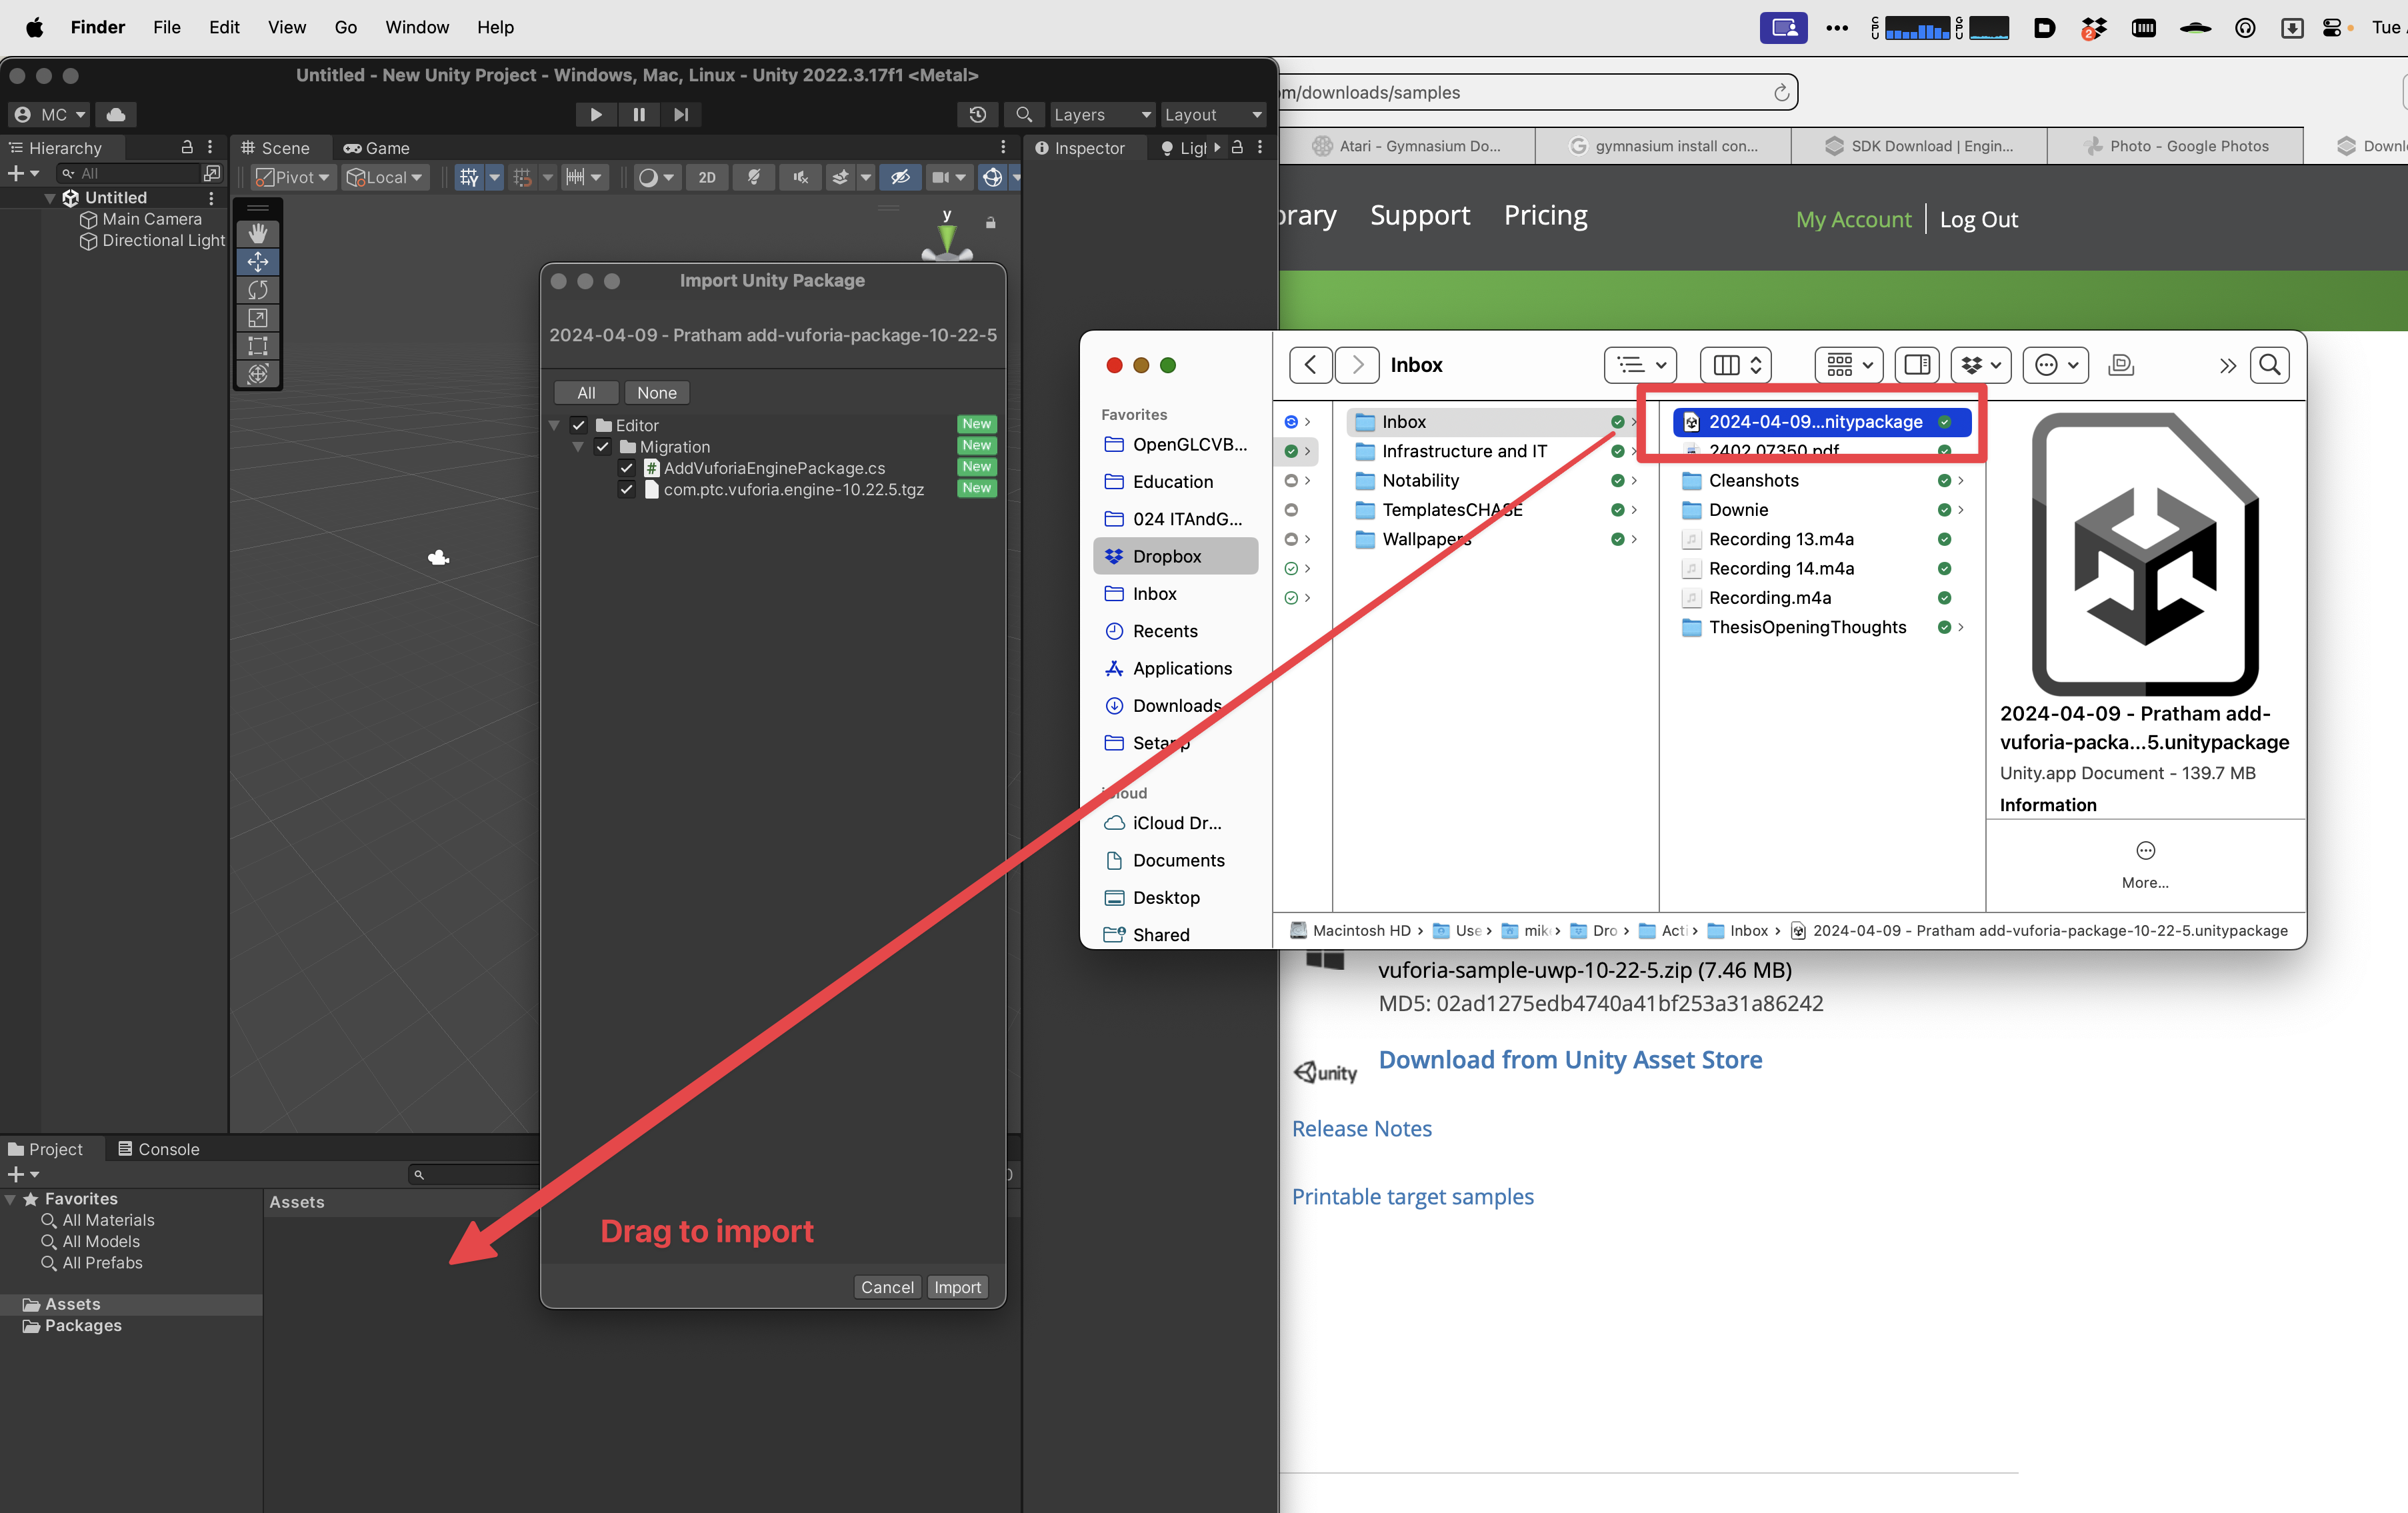 Finder File Edit View Go Window Help
CPU GPU 2 Tue
Untitled - New Unity Project - Windows, Mac, Linux - Unity 2022.3.17f1 <Metal>
MC
Layers
Layout
Hierarchy
All
Untitled
Main Camera
Directional Light
Scene
Game
Pivot
Local
2D
y
Inspector
Import Unity Package
2024-04-09 - Pratham add-vuforia-package-10-22-5
All
None
Editor
New
Migration
New
AddVuforiaEnginePackage.cs
New
com.ptc.vuforia.engine-10.22.5.tgz
New
Drag to import
Cancel
Import
Project
Console
Favorites
All Materials
All Models
All Prefabs
Assets
Packages
Assets
m/downloads/samples
Atari - Gymnasium Do...
gymnasium install con...
SDK Download | Engin...
Photo - Google Photos
Support
Pricing
My Account
Log Out
Inbox
Favorites
OpenGLCVB...
Education
024 ITAndG...
Dropbox
Inbox
Recents
Applications
Downloads
Setapp
iCloud
iCloud Dr...
Documents
Desktop
Shared
Inbox
Infrastructure and IT
Notability
TemplatesCHASE
Wallpapers
2024-04-09...nitypackage
2402.07350.pdf
Cleanshots
Downie
Recording 13.m4a
Recording 14.m4a
Recording.m4a
ThesisOpeningThoughts
2024-04-09 - Pratham add-
vuforia-packa...5.unitypackage
Unity.app Document - 139.7 MB
Information
More...
Macintosh HD › Use › mik › Dro › Acti › Inbox › 2024-04-09 - Pratham add-vuforia-package-10-22-5.unitypackage
vuforia-sample-uwp-10-22-5.zip (7.46 MB)
MD5: 02ad1275edb4740a41bf253a31a86242
unity
Download from Unity Asset Store
Release Notes
Printable target samples